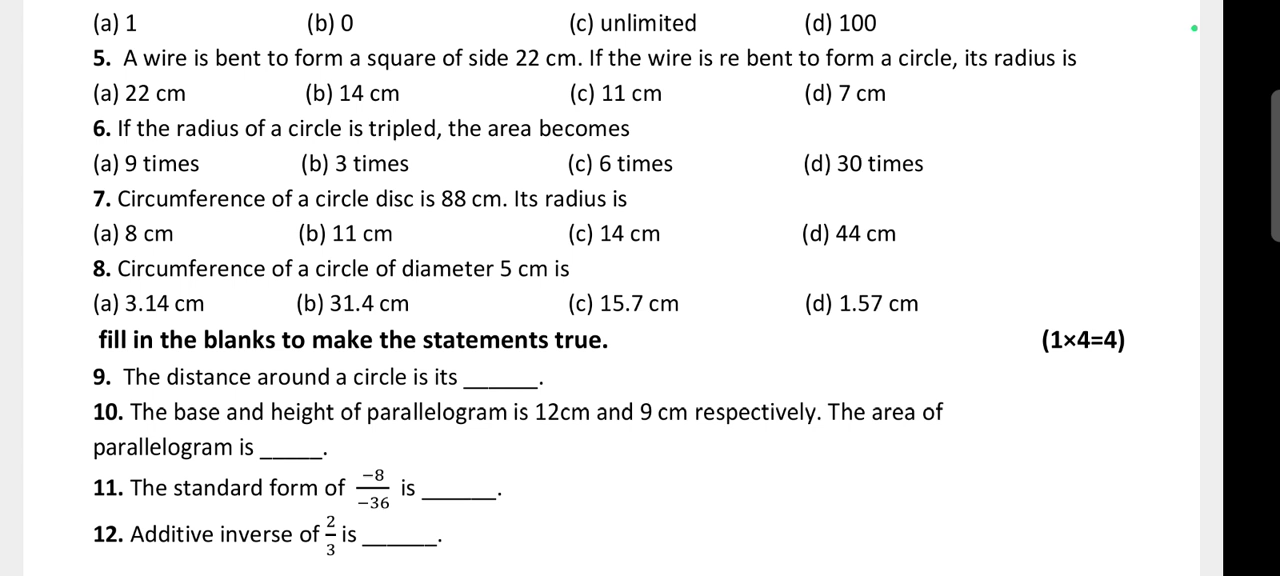 (a) 1 (b) 0 (c) unlimited (d) 100
5. A wire is bent to form a square of side 22 cm. If the wire is re bent to form a circle, its radius is
(a) 22 cm (b) 14 cm (c) 11 cm (d) 7 cm
6. If the radius of a circle is tripled, the area becomes
(a) 9 times (b) 3 times (c) 6 times (d) 30 times
7. Circumference of a circle disc is 88 cm. Its radius is
(a) 8 cm (b) 11 cm (c) 14 cm (d) 44 cm
8. Circumference of a circle of diameter 5 cm is
(a) 3.14 cm (b) 31.4 cm (c) 15.7 cm (d) 1.57 cm
fill in the blanks to make the statements true. (1×4=4)
9. The distance around a circle is its ______.
10. The base and height of parallelogram is 12cm and 9 cm respectively. The area of
parallelogram is _____.
11. The standard form of −8/−36 is ______.
12. Additive inverse of 2/3 is ______.